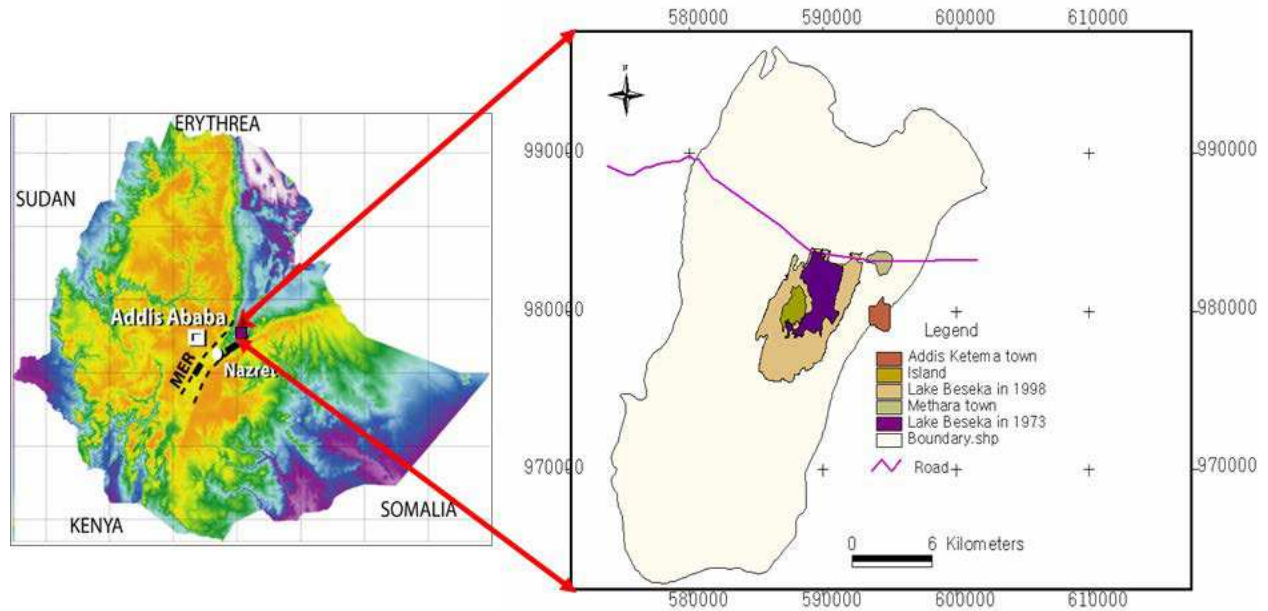 ERYTHREA
SUDAN
Addis Ababa
MER
Nazret
SOMALIA
KENYA
580000 590000 600000 610000
N
990000 990000
980000 980000
Legend
Addis Ketema town
Island
Lake Beseka in 1998
Methara town
Lake Beseka in 1973
Boundary.shp
Road
970000 970000
0 6 Kilometers
580000 590000 600000 610000